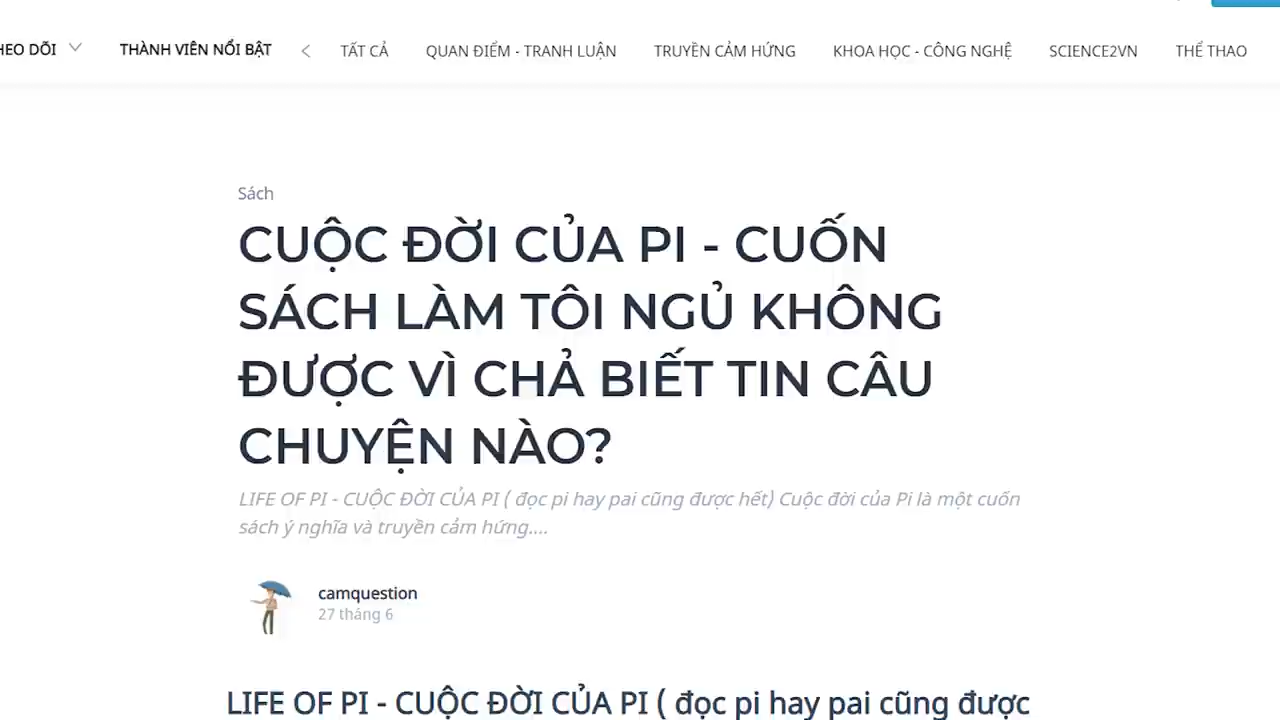 HEO DÕI THÀNH VIÊN NỔI BẬT TẤT CẢ QUAN ĐIỂM - TRANH LUẬN TRUYỀN CẢM HỨNG KHOA HỌC - CÔNG NGHỆ SCIENCE2VN THỂ THAO
Sách
CUỘC ĐỜI CỦA PI - CUỐN
SÁCH LÀM TÔI NGỦ KHÔNG
ĐƯỢC VÌ CHẢ BIẾT TIN CÂU
CHUYỆN NÀO?
LIFE OF PI - CUỘC ĐỜI CỦA PI ( đọc pi hay pai cũng được hết) Cuộc đời của Pi là một cuốn
sách ý nghĩa và truyền cảm hứng....
camquestion
27 tháng 6
LIFE OF PI - CUỘC ĐỜI CỦA PI ( đọc pi hay pai cũng được